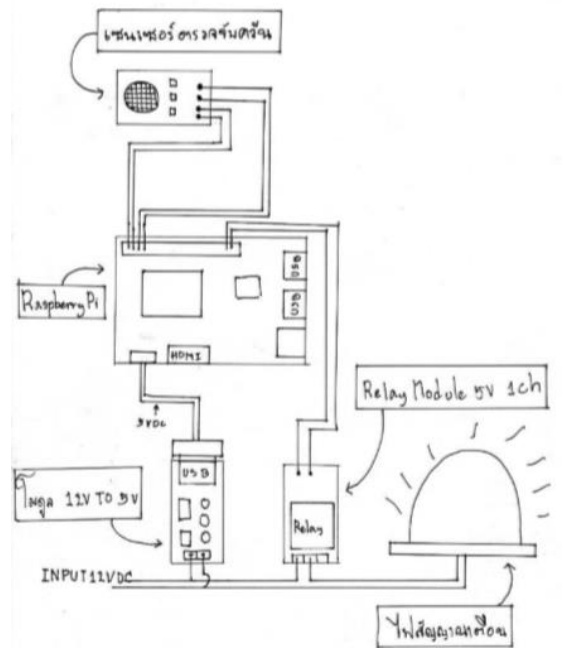 เซนเซอร์ตรวจจับควัน
Raspberry Pi
USB
USB
HDMI
5VDC
Relay Module 5V 1ch
โมดูล 12V TO 5V
USB
Relay
INPUT12VDC
ไฟสัญญาณเตือน